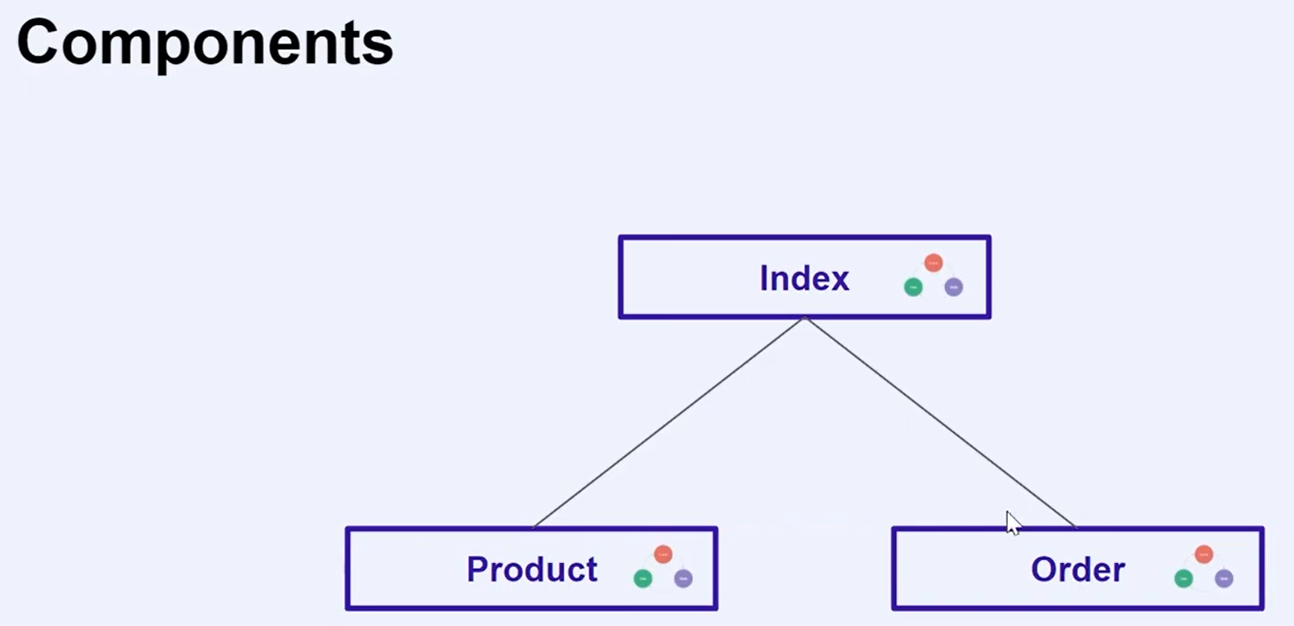 Components
Index
Product
Order